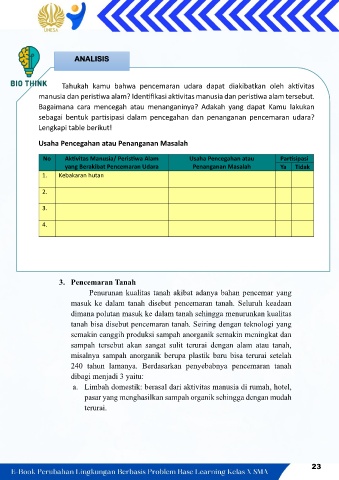 UNESA
ANALISIS
BIO THINK
Tahukah kamu bahwa pencemaran udara dapat diakibatkan oleh aktivitas
manusia dan peristiwa alam? Identifikasi aktivitas manusia dan peristiwa alam tersebut.
Bagaimana cara mencegah atau menanganinya? Adakah yang dapat Kamu lakukan
sebagai bentuk partisipasi dalam pencegahan dan penanganan pencemaran udara?
Lengkapi table berikut!
Usaha Pencegahan atau Penanganan Masalah
No Aktivitas Manusia/ Peristiwa Alam Usaha Pencegahan atau Partisipasi
yang Berakibat Pencemaran Udara Penanganan Masalah Ya Tidak
1. Kebakaran hutan
2.
3.
4.
3. Pencemaran Tanah
Penurunan kualitas tanah akibat adanya bahan pencemar yang
masuk ke dalam tanah disebut pencemaran tanah. Seluruh keadaan
dimana polutan masuk ke dalam tanah sehingga menurunkan kualitas
tanah bisa disebut pencemaran tanah. Seiring dengan teknologi yang
semakin canggih produksi sampah anorganik semakin meningkat dan
sampah tersebut akan sangat sulit terurai dengan alam atau tanah,
misalnya sampah anorganik berupa plastik baru bisa terurai setelah
240 tahun lamanya. Berdasarkan penyebabnya pencemaran tanah
dibagi menjadi 3 yaitu:
a. Limbah domestik: berasal dari aktivitas manusia di rumah, hotel,
pasar yang menghasilkan sampah organik sehingga dengan mudah
terurai.
E-Book Perubahan Lingkungan Berbasis Problem Base Learning Kelas X SMA
23